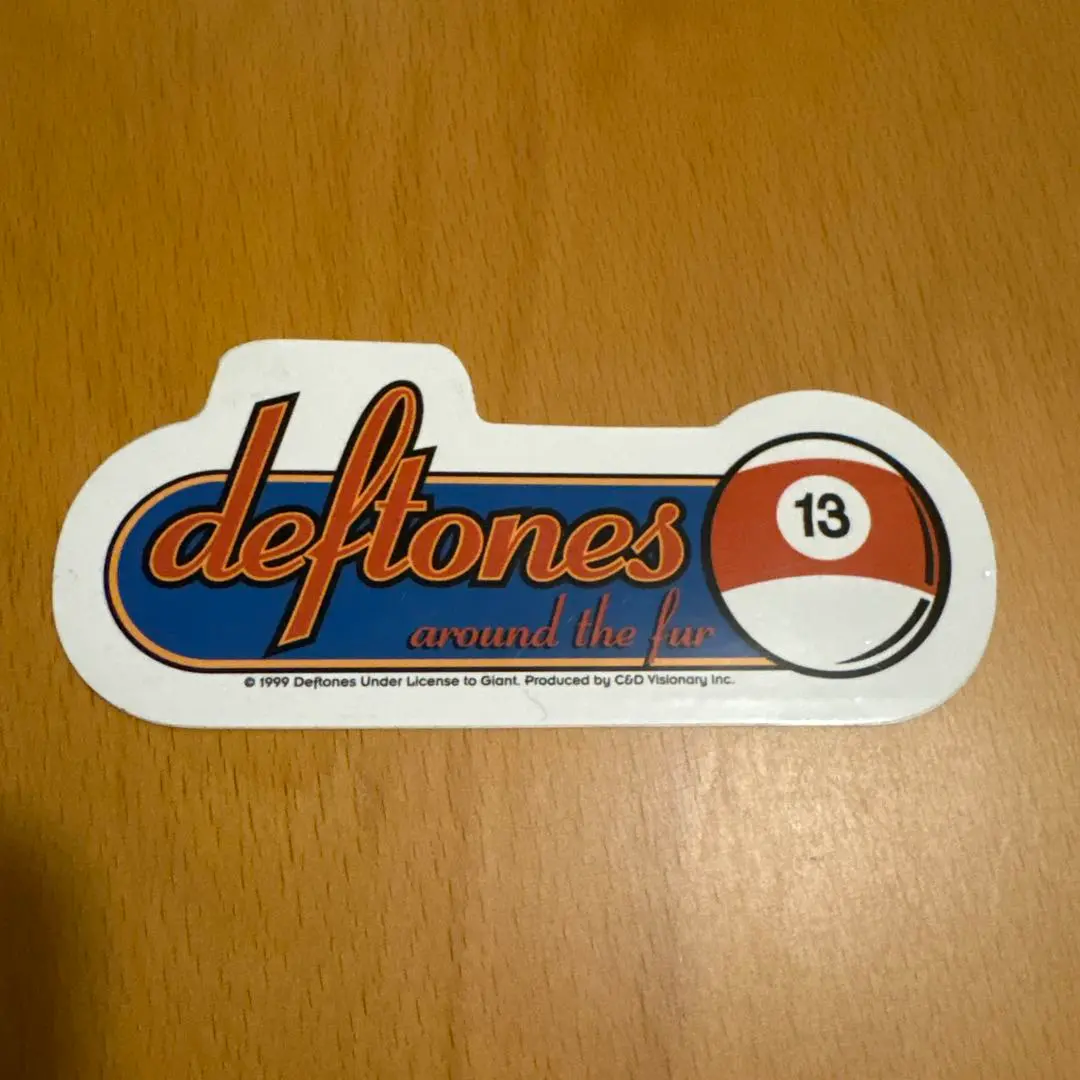 deftones
around the fur
13
© 1999 Deftones Under License to Giant. Produced by C&D Visionary Inc.